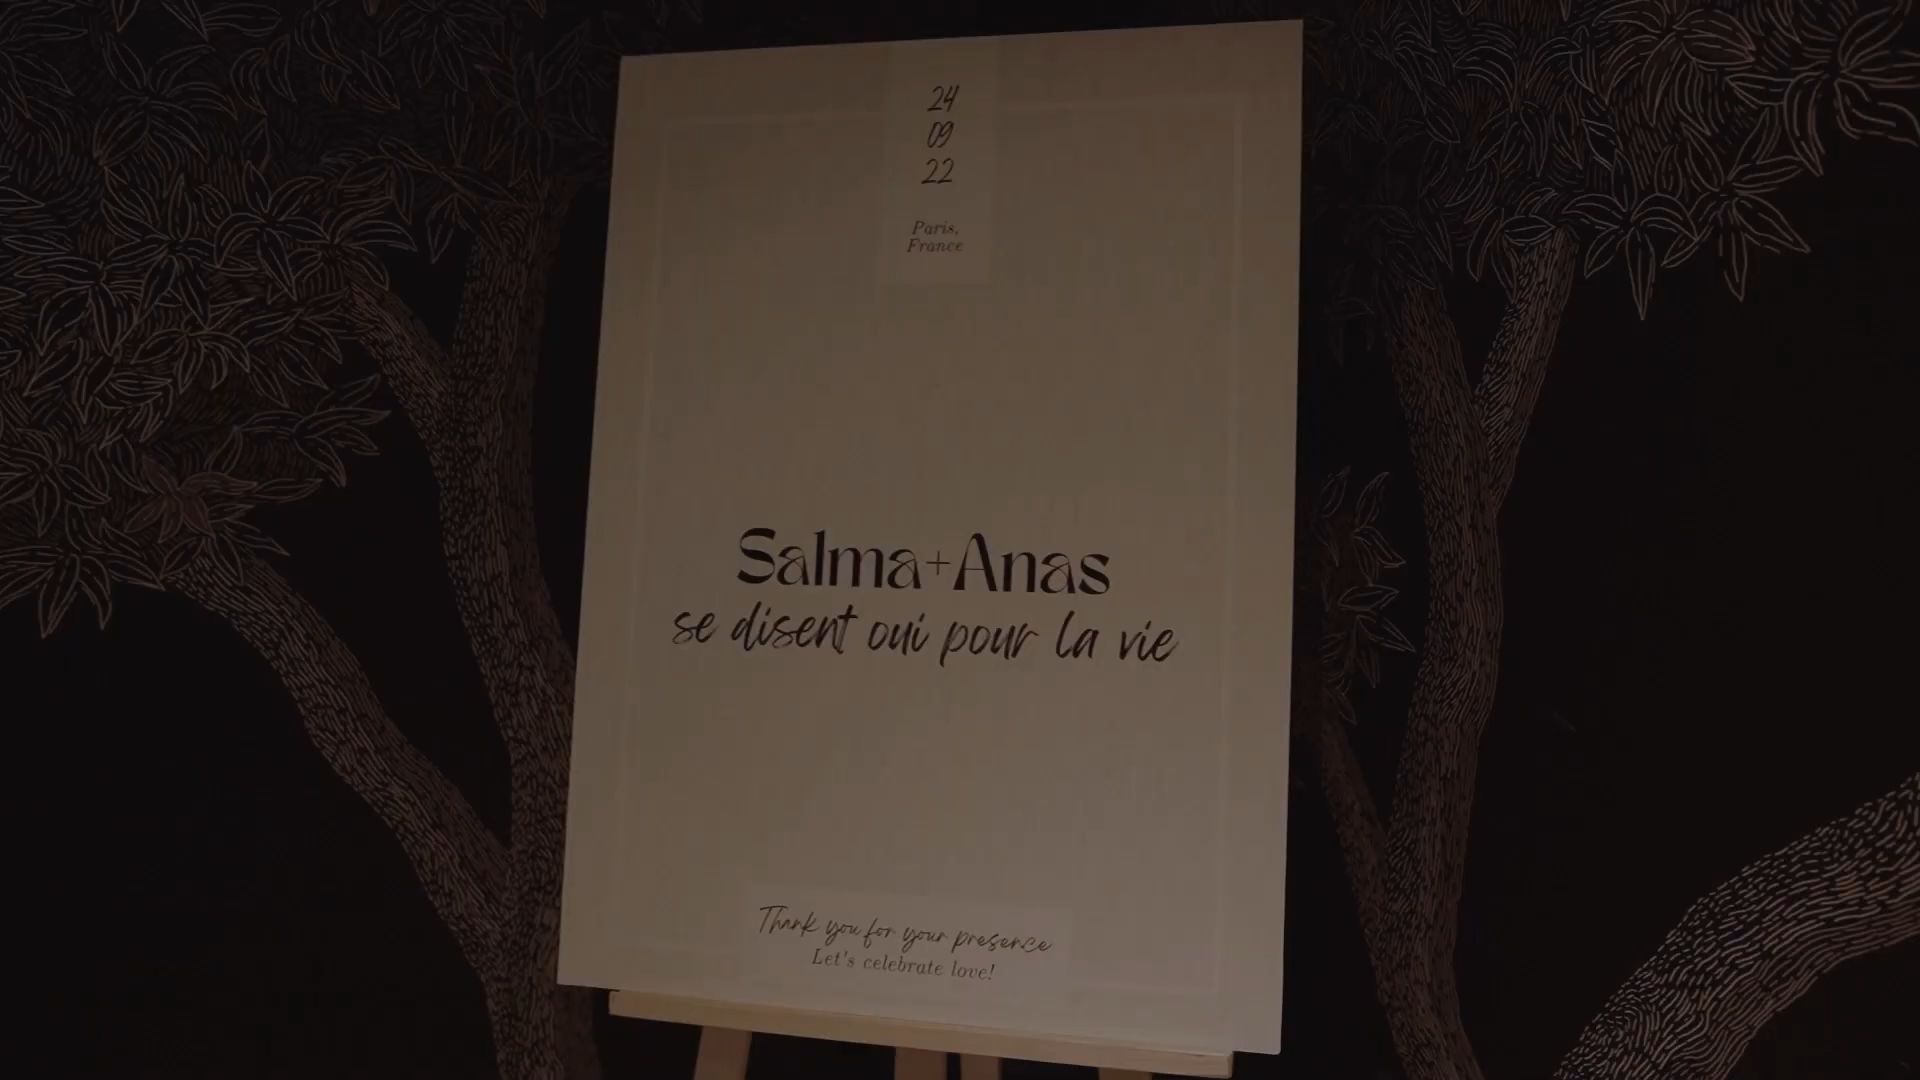 24
09
22
Paris,
France
Salma+Anas
se disent oui pour la vie
Thank you for your presence
Let's celebrate love!